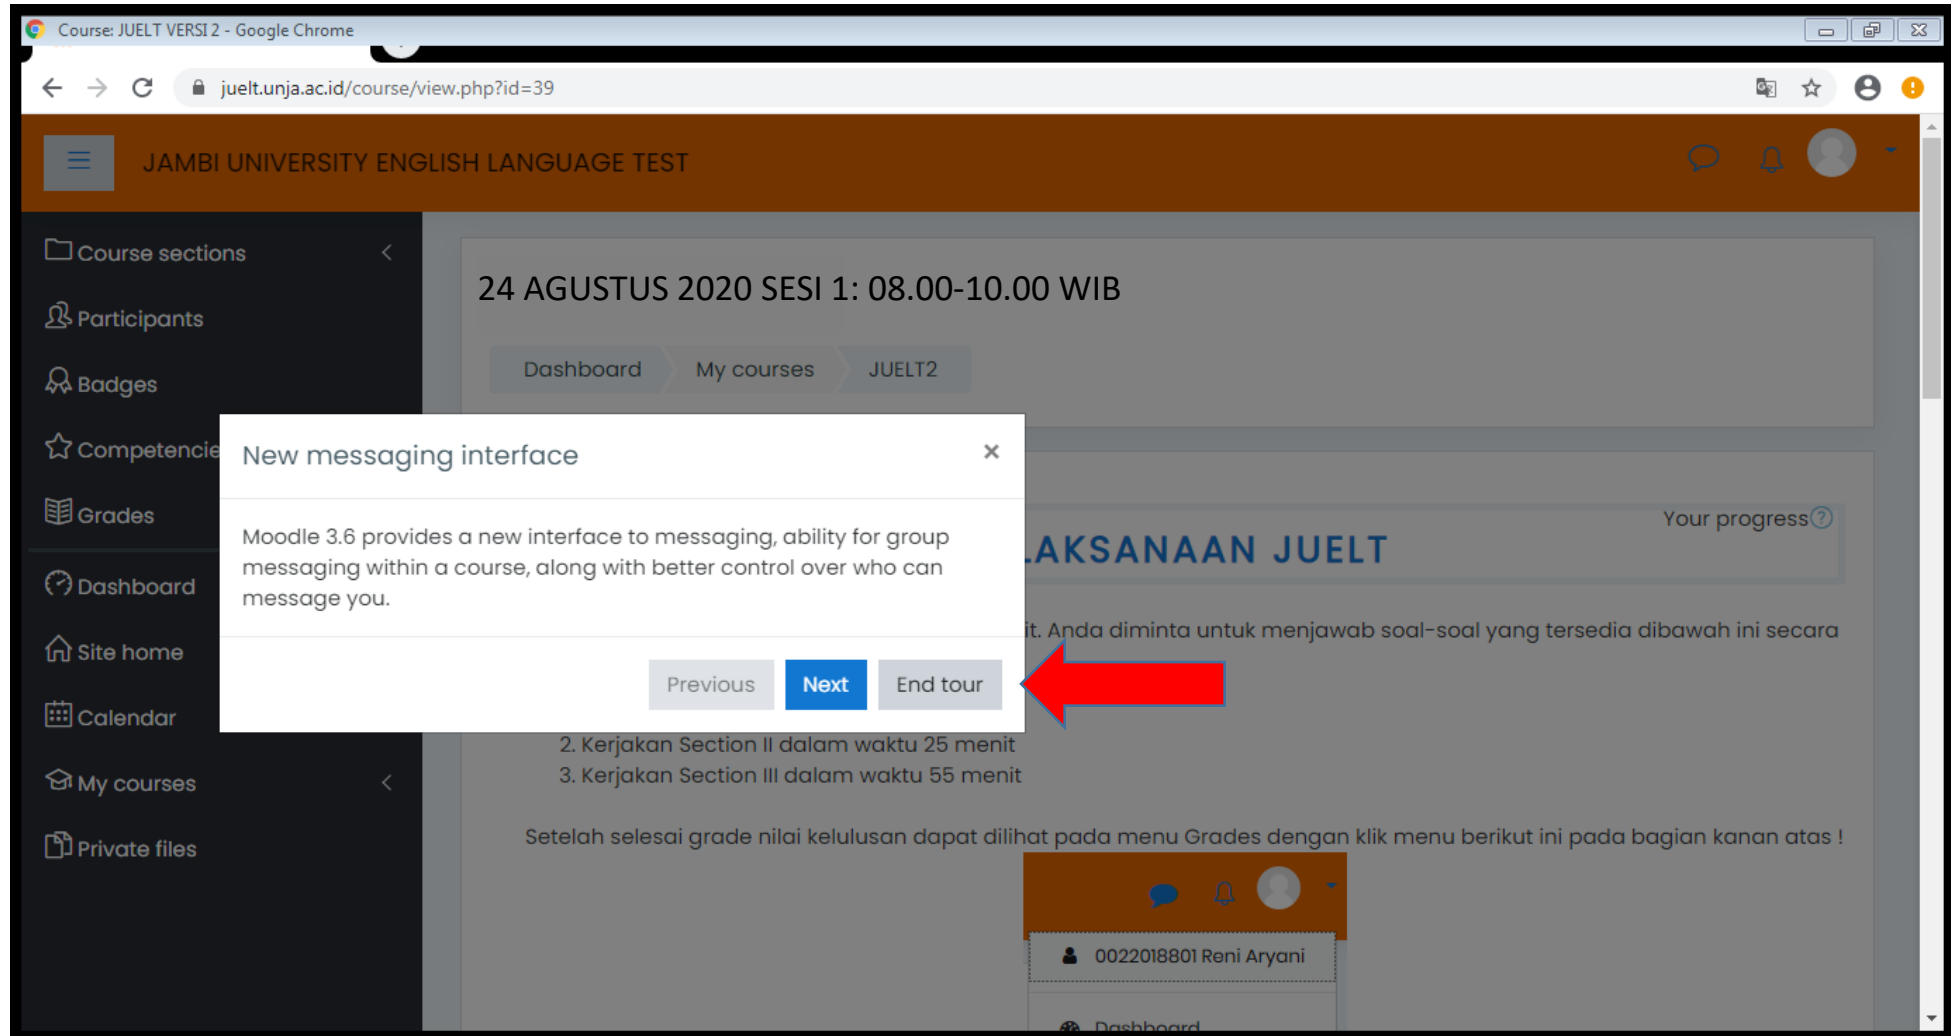 Course: JUELT VERSI 2 - Google Chrome
juelt.unja.ac.id/course/view.php?id=39
JAMBI UNIVERSITY ENGLISH LANGUAGE TEST
Course sections
Participants
Badges
Competencie
Grades
Dashboard
Site home
Calendar
My courses
Private files
24 AGUSTUS 2020 SESI 1: 08.00-10.00 WIB
Dashboard My courses JUELT2
New messaging interface
Moodle 3.6 provides a new interface to messaging, ability for group
messaging within a course, along with better control over who can
message you.
Previous Next End tour
Your progress
LAKSANAAN JUELT
it. Anda diminta untuk menjawab soal-soal yang tersedia dibawah ini secara
2. Kerjakan Section II dalam waktu 25 menit
3. Kerjakan Section III dalam waktu 55 menit
Setelah selesai grade nilai kelulusan dapat dilihat pada menu Grades dengan klik menu berikut ini pada bagian kanan atas !
0022018801 Reni Aryani
Dashboard